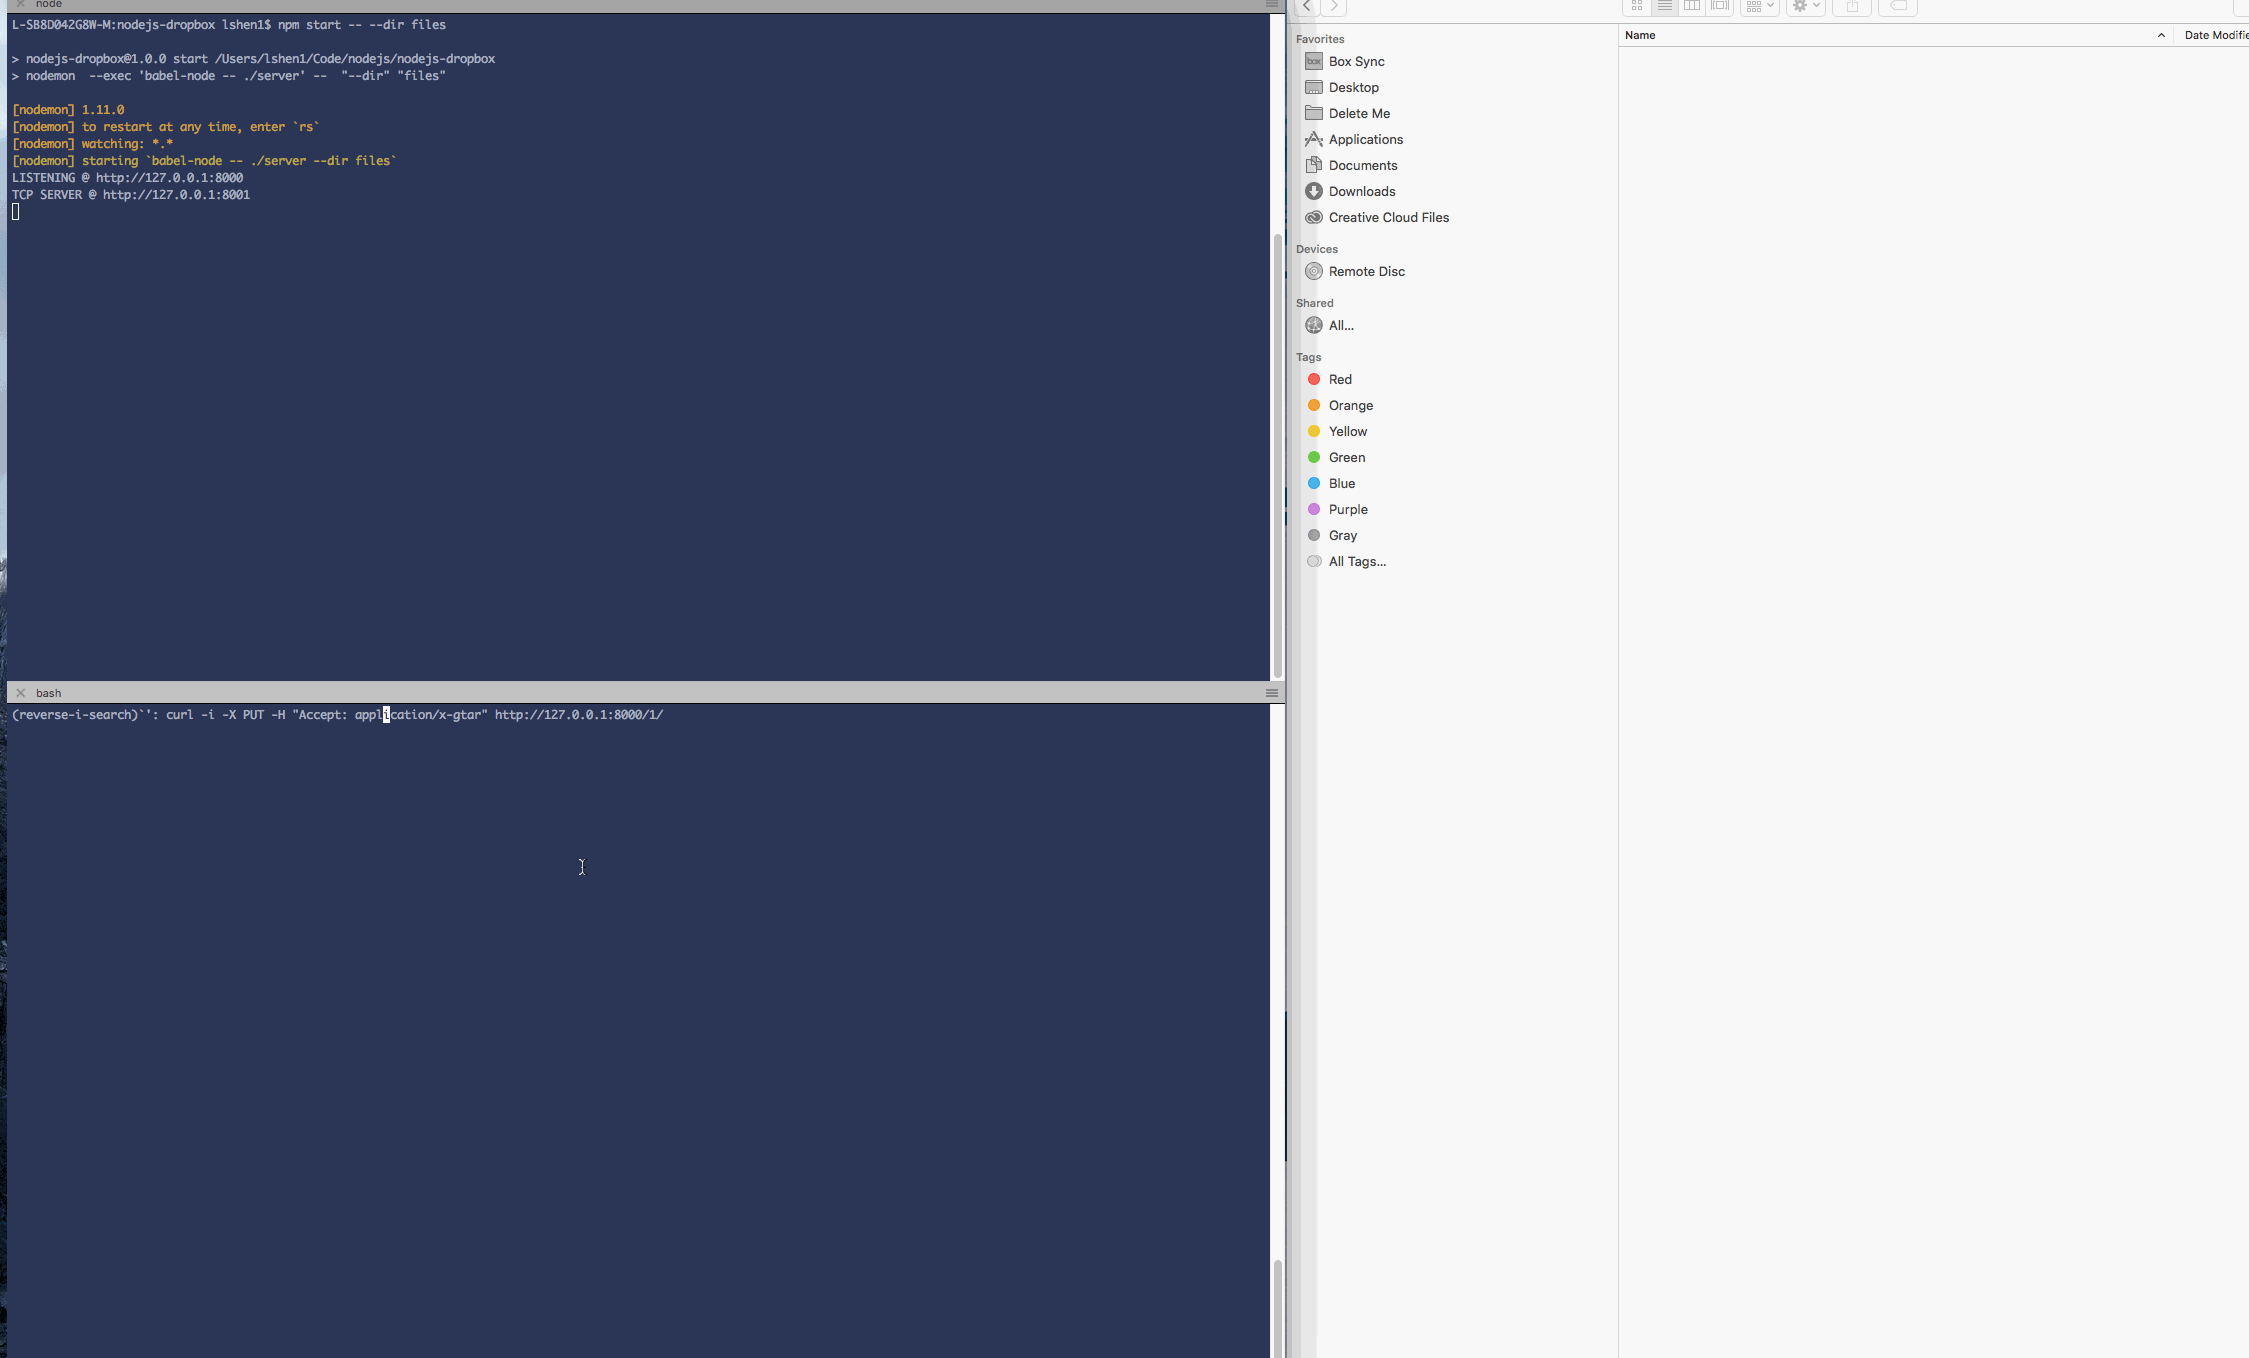 node
L-SB8D042G8W-M:nodejs-dropbox lshen1$ npm start -- --dir files
> nodejs-dropbox@1.0.0 start /Users/lshen1/Code/nodejs/nodejs-dropbox
> nodemon  --exec 'babel-node -- ./server' --  "--dir" "files"
[nodemon] 1.11.0
[nodemon] to restart at any time, enter `rs`
[nodemon] watching: *.*
[nodemon] starting `babel-node -- ./server --dir files`
LISTENING @ http://127.0.0.1:8000
TCP SERVER @ http://127.0.0.1:8001
bash
(reverse-i-search)`': curl -i -X PUT -H "Accept: application/x-gtar" http://127.0.0.1:8000/1/
Favorites
box
Box Sync
Desktop
Delete Me
Applications
Documents
Downloads
Creative Cloud Files
Devices
Remote Disc
Shared
All...
Tags
Red
Orange
Yellow
Green
Blue
Purple
Gray
All Tags...
Name
Date Modifie